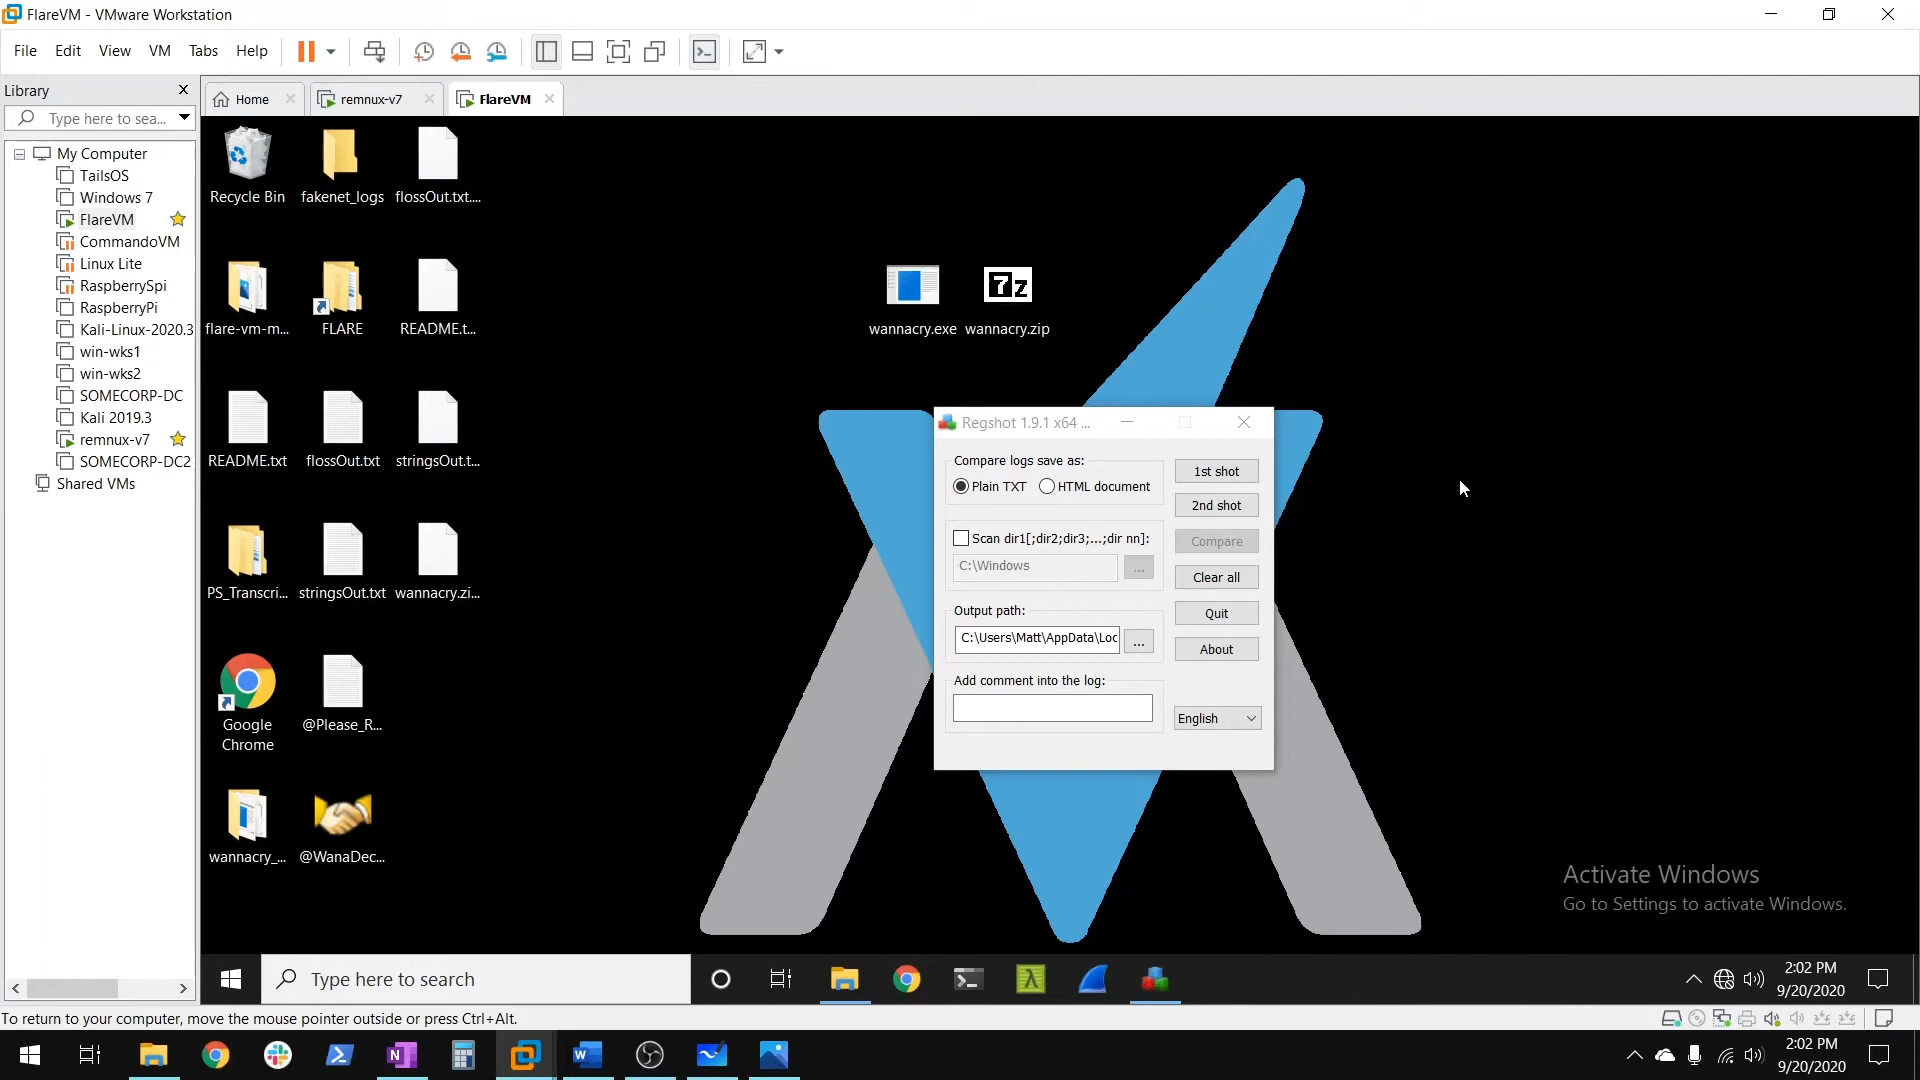 FlareVM - VMware Workstation
File Edit View VM Tabs Help
Library
Home remnux-v7 FlareVM
Type here to sea...
My Computer
TailsOS
Windows 7
FlareVM
CommandoVM
Linux Lite
RaspberrySpi
RaspberryPi
Kali-Linux-2020.3
win-wks1
win-wks2
SOMECORP-DC
Kali 2019.3
remnux-v7
SOMECORP-DC2
Shared VMs
Recycle Bin fakenet_logs flossOut.txt....
flare-vm-m... FLARE README.t...
7z
wannacry.exe wannacry.zip
README.txt flossOut.txt stringsOut.t...
PS_Transcri... stringsOut.txt wannacry.zi...
Google
Chrome
@Please_R...
wannacry_... @WanaDec...
Regshot 1.9.1 x64 ...
Compare logs save as:
Plain TXT HTML document
Scan dir1[;dir2;dir3;...;dir nn]:
C:\Windows
...
Output path:
C:\Users\Matt\AppData\Loc
...
Add comment into the log:
1st shot
2nd shot
Compare
Clear all
Quit
About
English
Activate Windows
Go to Settings to activate Windows.
Type here to search
2:02 PM
9/20/2020
To return to your computer, move the mouse pointer outside or press Ctrl+Alt.
2:02 PM
9/20/2020